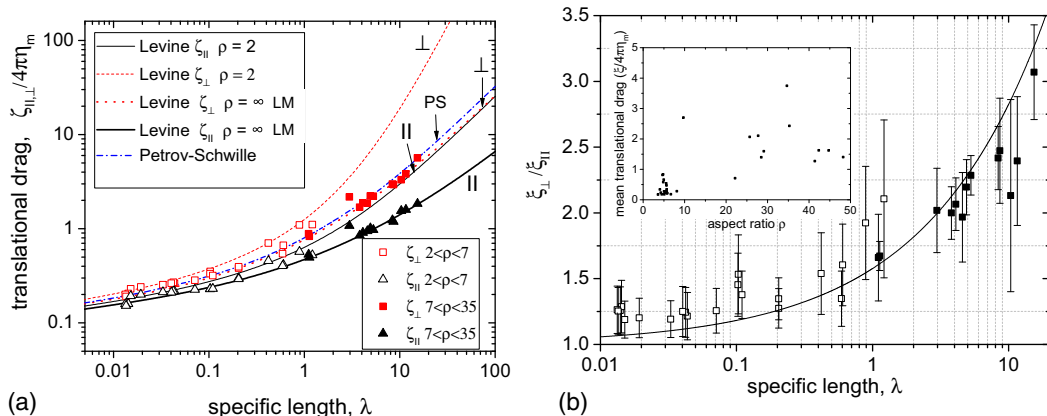 translational drag, ζ||,⊥/4πηm
100
10
1
0.1
Levine ζ|| ρ = 2
Levine ζ⊥ ρ = 2
Levine ζ⊥ ρ = ∞ LM
Levine ζ|| ρ = ∞ LM
Petrov-Schwille
⊥
⊥
PS
||
||
ζ⊥ 2<ρ<7
ζ|| 2<ρ<7
ζ⊥ 7<ρ<35
ζ|| 7<ρ<35
0.01 0.1 1 10 100
specific length, λ
(a)
ξ⊥/ξ||
3.5
3.0
2.5
2.0
1.5
1.0
mean translational drag (ξ/4πηm)
5
4
3
2
1
0
0 10 20 30 40 50
aspect ratio ρ
0.01 0.1 1 10
specific length, λ
(b)